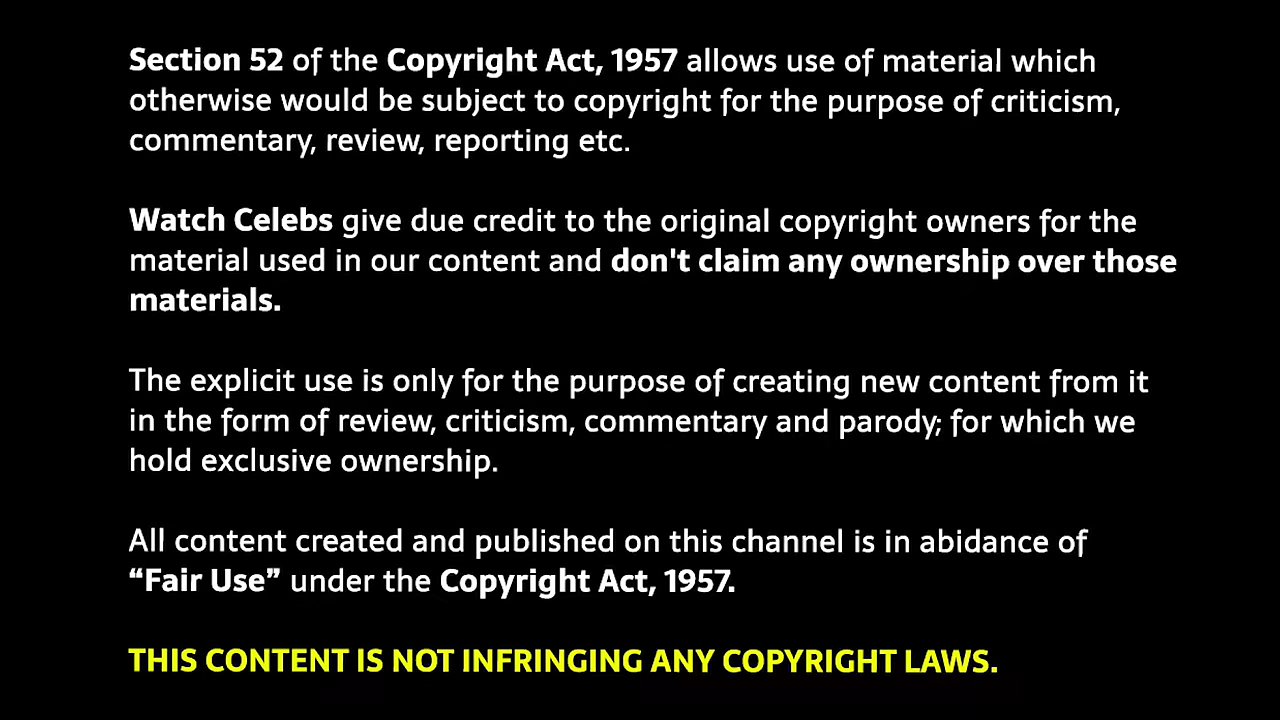 Section 52 of the Copyright Act, 1957 allows use of material which
otherwise would be subject to copyright for the purpose of criticism,
commentary, review, reporting etc.
Watch Celebs give due credit to the original copyright owners for the
material used in our content and don't claim any ownership over those
materials.
The explicit use is only for the purpose of creating new content from it
in the form of review, criticism, commentary and parody; for which we
hold exclusive ownership.
All content created and published on this channel is in abidance of
“Fair Use” under the Copyright Act, 1957.
THIS CONTENT IS NOT INFRINGING ANY COPYRIGHT LAWS.